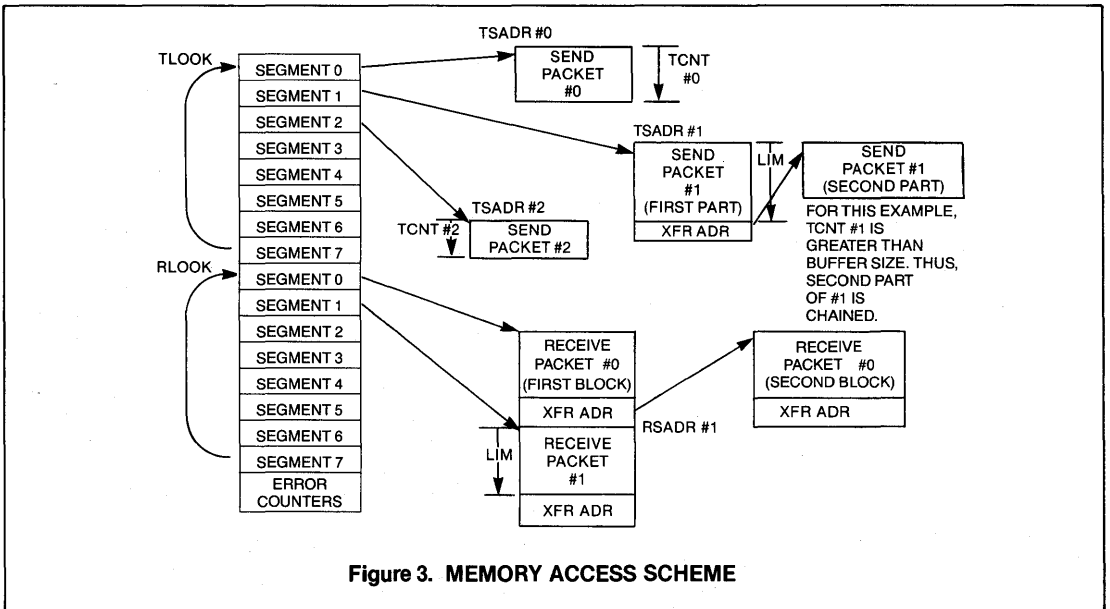 TSADR #0
TLOOK
SEGMENT 0
SEGMENT 1
SEGMENT 2
SEGMENT 3
SEGMENT 4
SEGMENT 5
SEGMENT 6
SEGMENT 7
SEND
PACKET
#0
TCNT
#0
TSADR #1
SEND
PACKET
#1
(FIRST PART)
XFR ADR
LIM
SEND
PACKET #1
(SECOND PART)
FOR THIS EXAMPLE,
TCNT #1 IS
GREATER THAN
BUFFER SIZE. THUS,
SECOND PART
OF #1 IS
CHAINED.
TSADR #2
TCNT #2
SEND
PACKET #2
RLOOK
SEGMENT 0
SEGMENT 1
SEGMENT 2
SEGMENT 3
SEGMENT 4
SEGMENT 5
SEGMENT 6
SEGMENT 7
ERROR
COUNTERS
RECEIVE
PACKET #0
(FIRST BLOCK)
XFR ADR
RSADR #1
LIM
RECEIVE
PACKET
#1
XFR ADR
RECEIVE
PACKET #0
(SECOND BLOCK)
XFR ADR
Figure 3. MEMORY ACCESS SCHEME